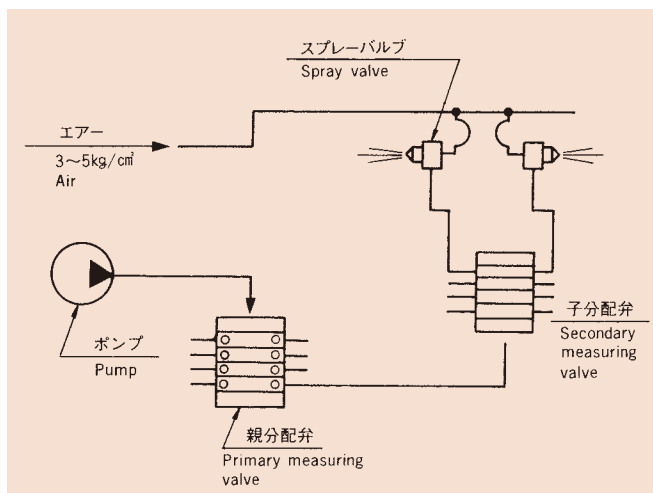 スプレーバルブ
Spray valve
エアー
3～5kg/cm²
Air
ポンプ
Pump
子分配弁
Secondary
measuring
valve
親分配弁
Primary measuring
valve